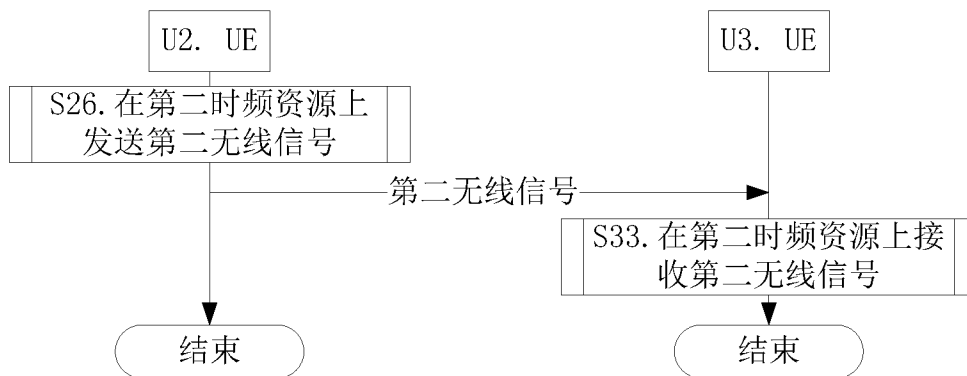 U2. UE
U3. UE
S26.在第二时频资源上
发送第二无线信号
第二无线信号
S33.在第二时频资源上接
收第二无线信号
结束
结束